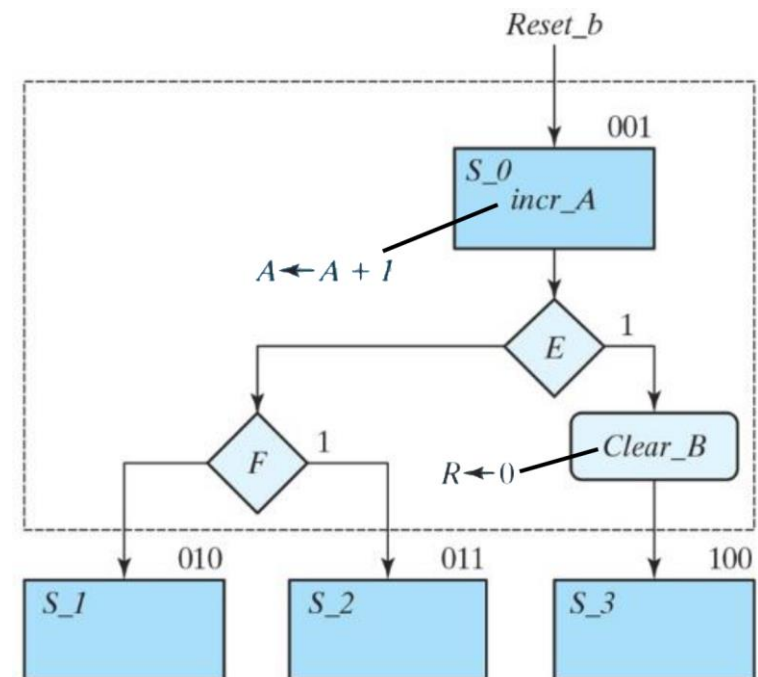 Reset_b
001
S_0
incr_A
A ← A + 1
E
1
F
1
Clear_B
R ← 0
010
011
100
S_1
S_2
S_3